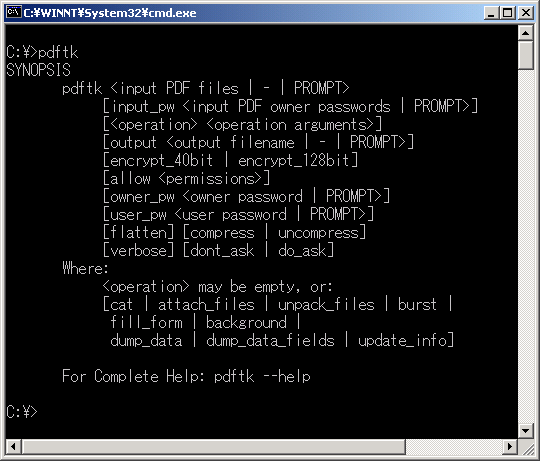 C:¥WINNT¥System32¥cmd.exe
C:¥>pdftk
SYNOPSIS
pdftk <input PDF files | - | PROMPT>
[input_pw <input PDF owner passwords | PROMPT>]
[<operation> <operation arguments>]
[output <output filename | - | PROMPT>]
[encrypt_40bit | encrypt_128bit]
[allow <permissions>]
[owner_pw <owner password | PROMPT>]
[user_pw <user password | PROMPT>]
[flatten] [compress | uncompress]
[verbose] [dont_ask | do_ask]
Where:
<operation> may be empty, or:
[cat | attach_files | unpack_files | burst |
fill_form | background |
dump_data | dump_data_fields | update_info]
For Complete Help: pdftk --help
C:¥>